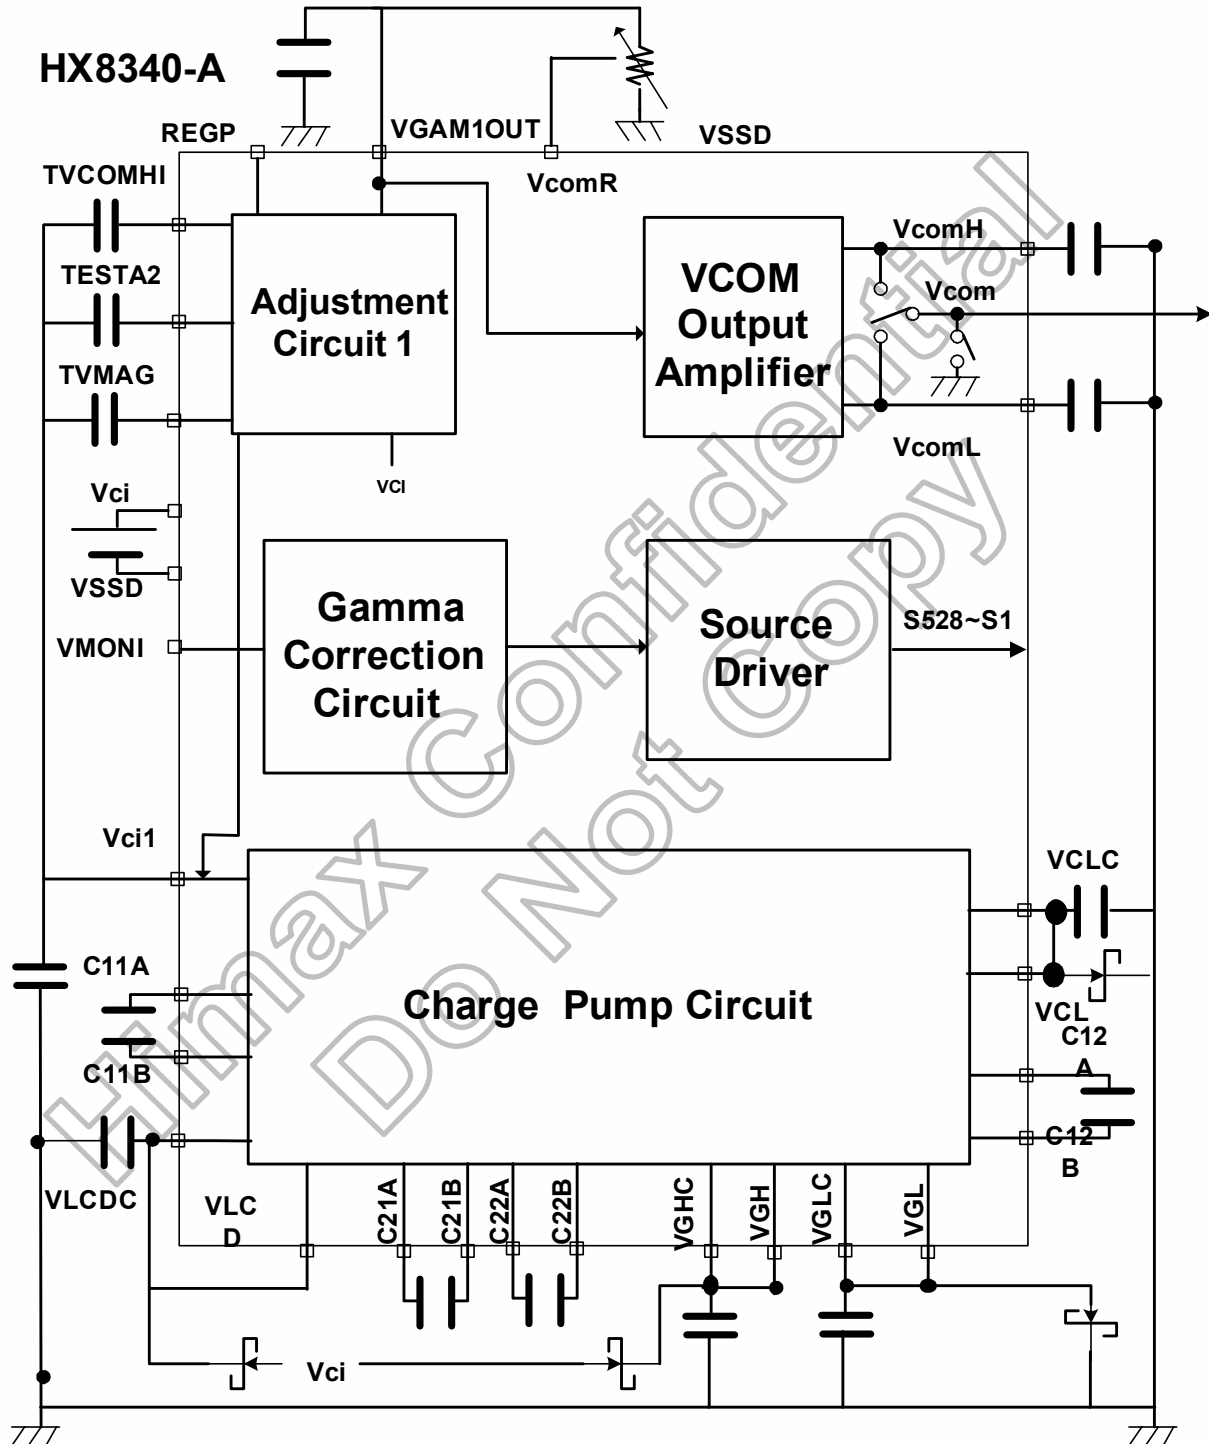 HX8340-A
REGP
VGAM1OUT
VSSD
VcomR
TVCOMHI
TESTA2
TVMAG
Adjustment
Circuit 1
VCI
VCOM
Output
Amplifier
VcomH
Vcom
VcomL
Vci
VSSD
VMONI
Gamma
Correction
Circuit
Source
Driver
S528~S1
Vci1
VCLC
C11A
C11B
Charge Pump Circuit
VCL
C12
A
C12
B
VLCDC
VLC
D
C21A
C21B
C22A
C22B
VGHC
VGH
VGLC
VGL
Vci
Himax Confidential
Do Not Copy